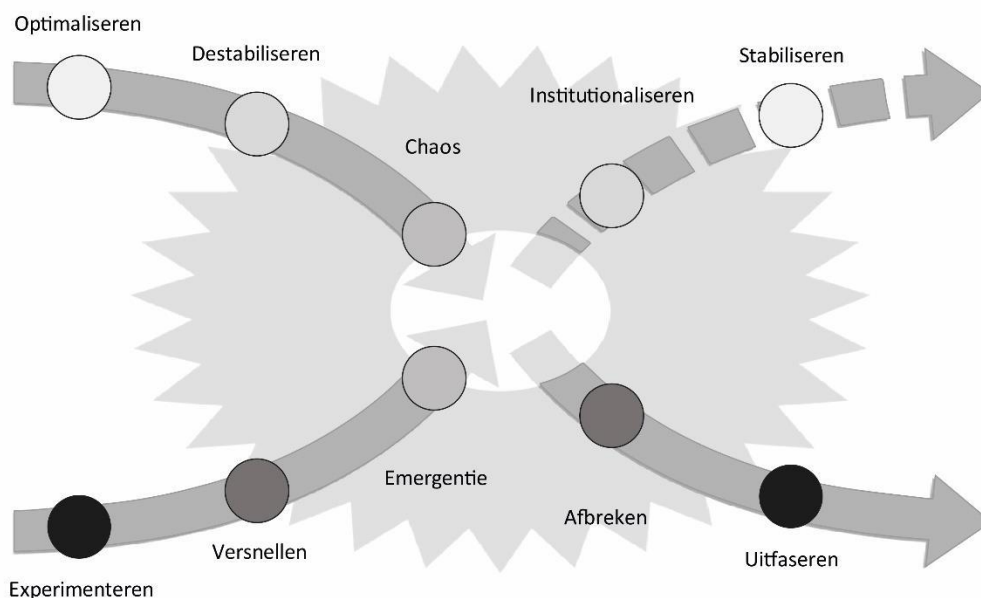 Optimaliseren
Destabiliseren
Chaos
Institutionaliseren
Stabiliseren
Emergentie
Versnellen
Experimenteren
Afbreken
Uitfaseren